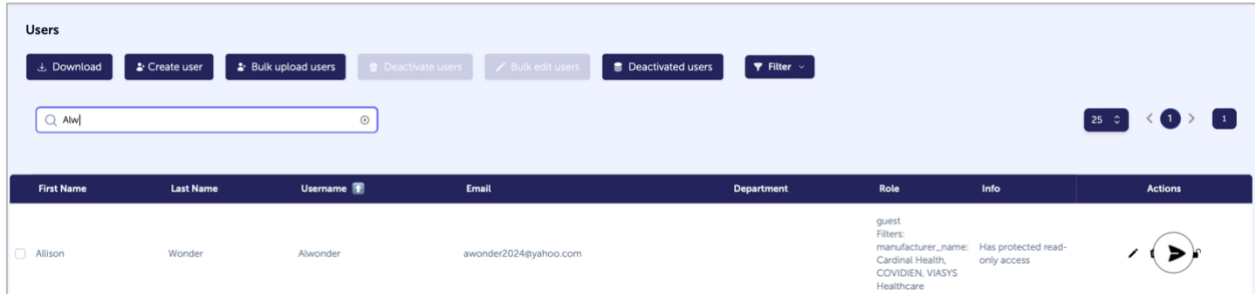 Users
Download Create user Bulk upload users Deactivate users Bulk edit users Deactivated users Filter
Alw 25 1 1
First Name Last Name Username Email Department Role Info Actions
Allison Wonder Alwonder awonder2024@yahoo.com
guest
Filters:
manufacturer_name:
Cardinal Health,
COVIDIEN, VIASYS
Healthcare
Has protected read-
only access